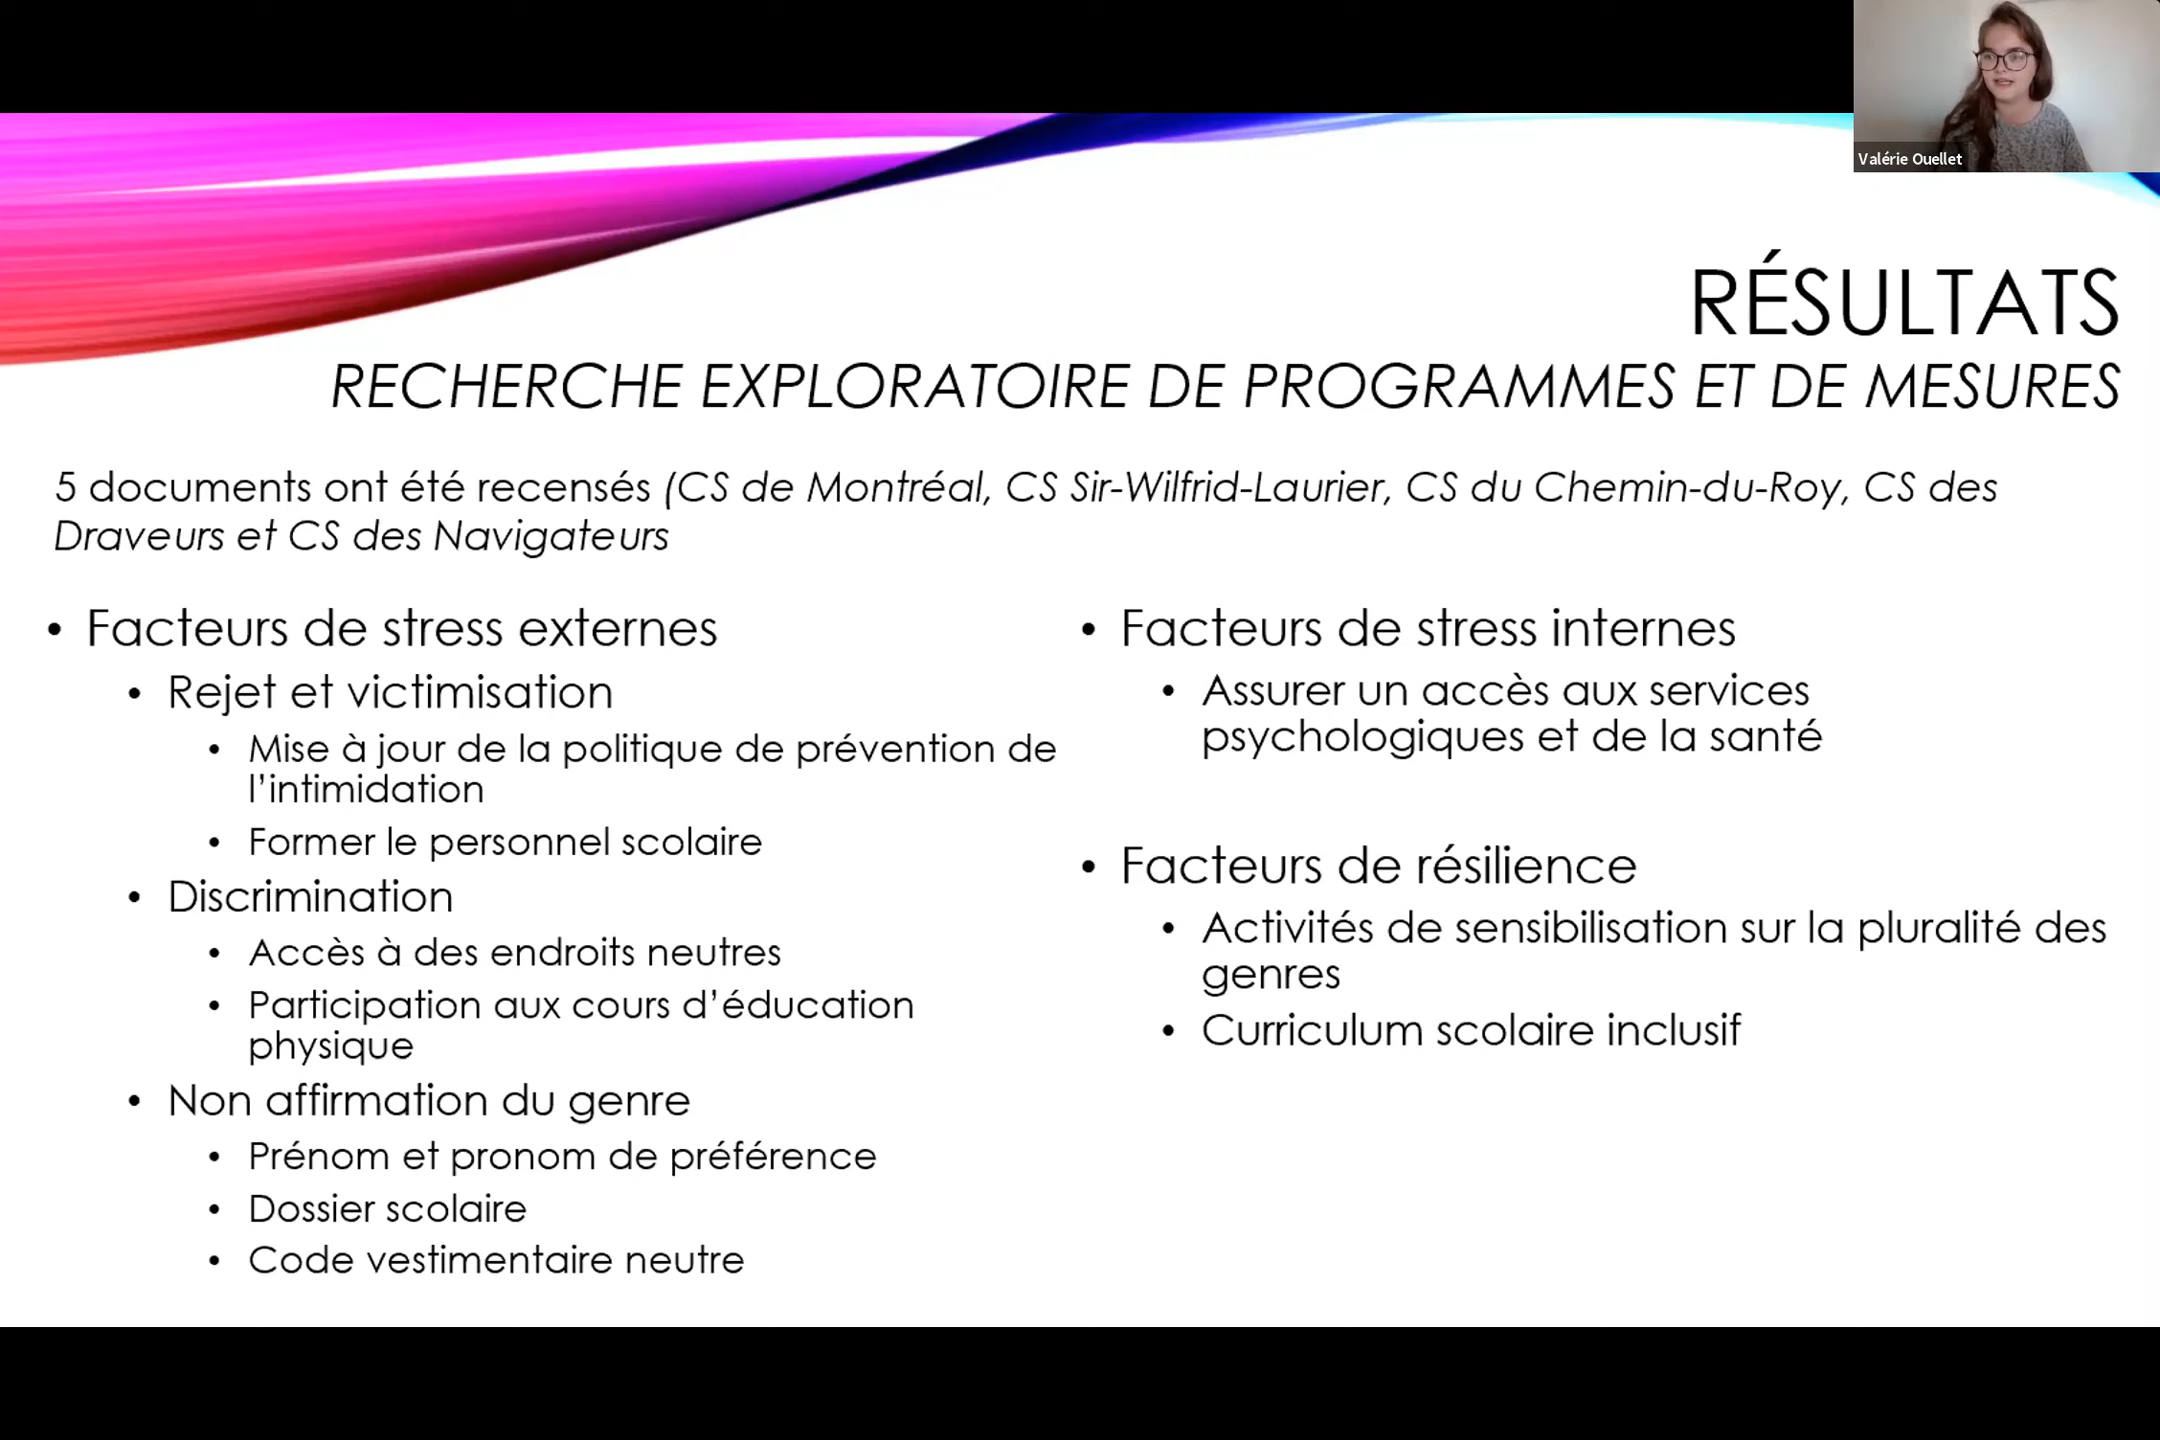 Valérie Ouellet
RÉSULTATS
RECHERCHE EXPLORATOIRE DE PROGRAMMES ET DE MESURES
5 documents ont été recensés (CS de Montréal, CS Sir-Wilfrid-Laurier, CS du Chemin-du-Roy, CS des
Draveurs et CS des Navigateurs
• Facteurs de stress externes
• Rejet et victimisation
• Mise à jour de la politique de prévention de
l’intimidation
• Former le personnel scolaire
• Discrimination
• Accès à des endroits neutres
• Participation aux cours d’éducation
physique
• Non affirmation du genre
• Prénom et pronom de préférence
• Dossier scolaire
• Code vestimentaire neutre
• Facteurs de stress internes
• Assurer un accès aux services
psychologiques et de la santé
• Facteurs de résilience
• Activités de sensibilisation sur la pluralité des
genres
• Curriculum scolaire inclusif